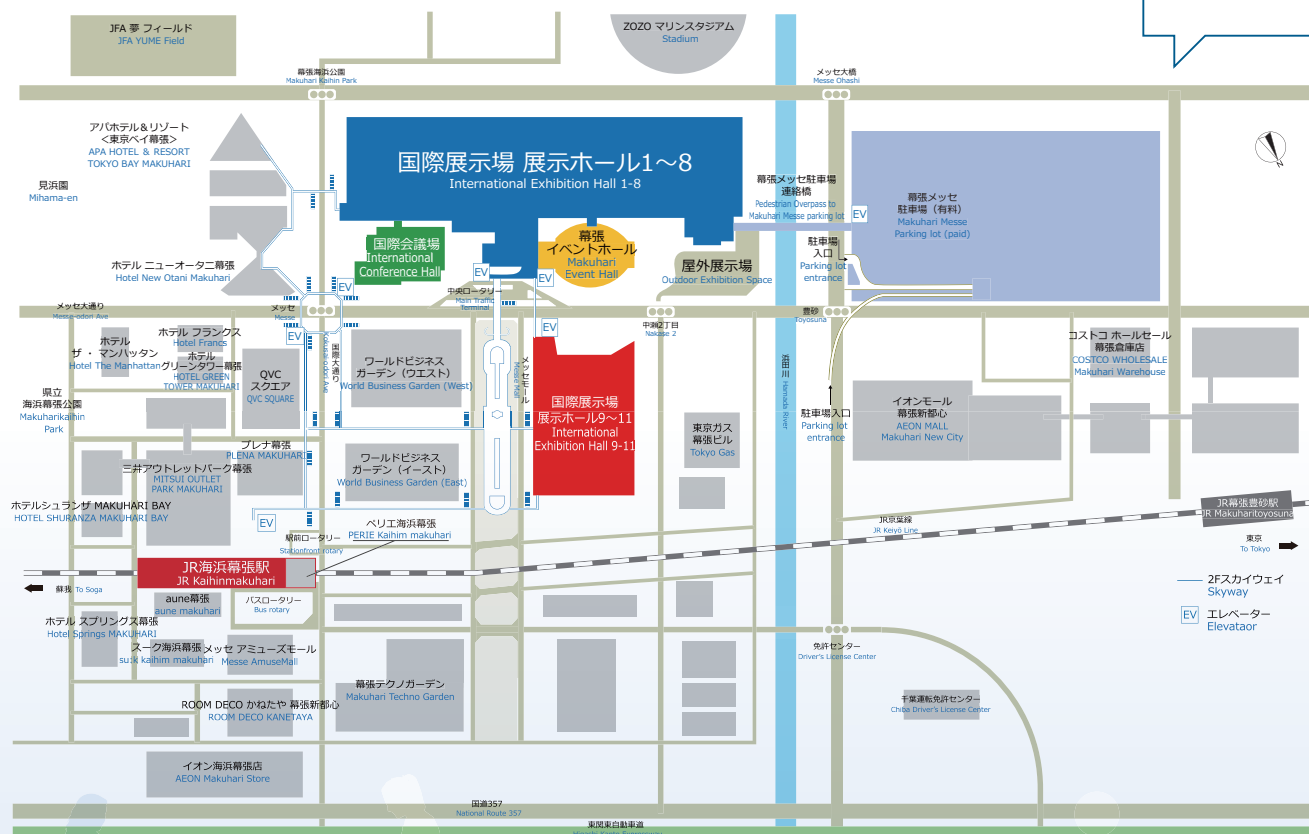 JFA 夢 フィールド
JFA YUME Field
ZOZO マリンスタジアム
Stadium
幕張海浜公園
Makuhari Kaihin Park
メッセ大橋
Messe Ohashi
アパホテル＆リゾート
＜東京ベイ幕張＞
APA HOTEL & RESORT
TOKYO BAY MAKUHARI
国際展示場 展示ホール1～8
International Exhibition Hall 1-8
N
見浜園
Mihama-en
幕張メッセ駐車場
連絡橋
Pedestrian Overpass to
Makuhari Messe parking lot
EV
幕張メッセ
駐車場（有料）
Makuhari Messe
Parking lot (paid)
国際会議場
International
Conference Hall
幕張
イベントホール
Makuhari
Event Hall
屋外展示場
Outdoor Exhibition Space
駐車場
入口
Parking lot
entrance
ホテル ニューオータニ幕張
Hotel New Otani Makuhari
EV
EV
EV
中央ロータリー
Main Traffic
Terminal
メッセ大通り
Messe-odori Ave
メッセ
Messe
中瀬2丁目
Nakase 2
豊砂
Toyosuna
EV
EV
ホテル
ザ ・ マンハッタン
Hotel The Manhattan
ホテル フランクス
Hotel Francs
ホテル
グリーンタワー幕張
HOTEL GREEN
TOWER MAKUHARI
QVC
スクエア
QVC SQUARE
国際大通り
Kokusai-odori Ave
ワールドビジネス
ガーデン（ウエスト）
World Business Garden (West)
メッセモール
Messe Mall
国際展示場
展示ホール9～11
International
Exhibition Hall 9-11
浜田川 Hamada River
コストコ ホールセール
幕張倉庫店
COSTCO WHOLESALE
Makuhari Warehouse
県立
海浜幕張公園
Makuharikaihin
Park
駐車場入口
Parking lot
entrance
イオンモール
幕張新都心
AEON MALL
Makuhari New City
東京ガス
幕張ビル
Tokyo Gas
プレナ幕張
PLENA MAKUHARI
三井アウトレットパーク幕張
MITSUI OUTLET
PARK MAKUHARI
ワールドビジネス
ガーデン（イースト）
World Business Garden (East)
ホテルシュランザ MAKUHARI BAY
HOTEL SHURANZA MAKUHARI BAY
EV
ペリエ海浜幕張
PERIE Kaihim makuhari
駅前ロータリー
Stationfront rotary
JR京葉線
JR Keiyō Line
JR幕張豊砂駅
JR Makuharitoyosuna
東京
To Tokyo
JR海浜幕張駅
JR Kaihinmakuhari
蘇我 To Soga
aune幕張
aune makuhari
バスロータリー
Bus rotary
2Fスカイウェイ
Skyway
EV エレベーター
Elevataor
ホテル スプリングス幕張
Hotel Springs MAKUHARI
スーク海浜幕張
su:k kaihim makuhari
メッセ アミューズモール
Messe AmuseMall
免許センター
Driver's License Center
幕張テクノガーデン
Makuhari Techno Garden
ROOM DECO かねたや 幕張新都心
ROOM DECO KANETAYA
千葉運転免許センター
Chiba Driver's License Center
イオン海浜幕張店
AEON Makuhari Store
国道357
National Route 357
東関東自動車道